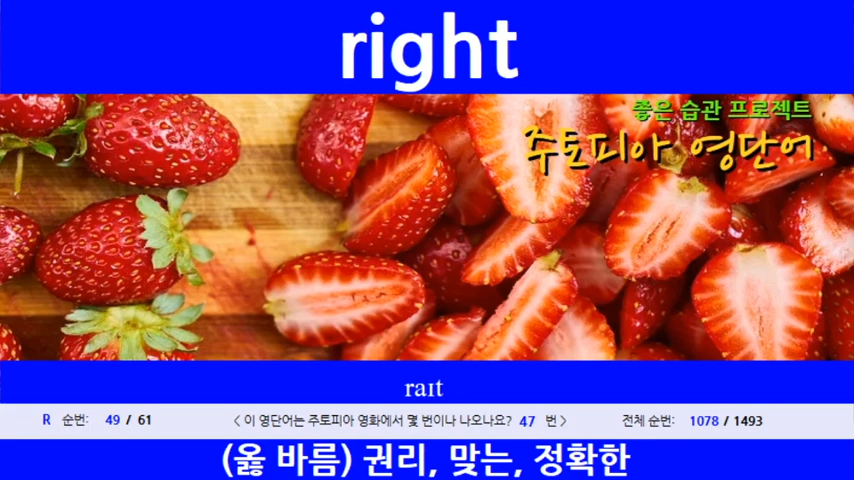 right
좋은 습관 프로젝트
주토피아 영단어
raıt
R 순번: 49 / 61 < 이 영단어는 주토피아 영화에서 몇 번이나 나오나요? 47 번 > 전체 순번: 1078 / 1493
(옳 바름) 권리, 맞는, 정확한